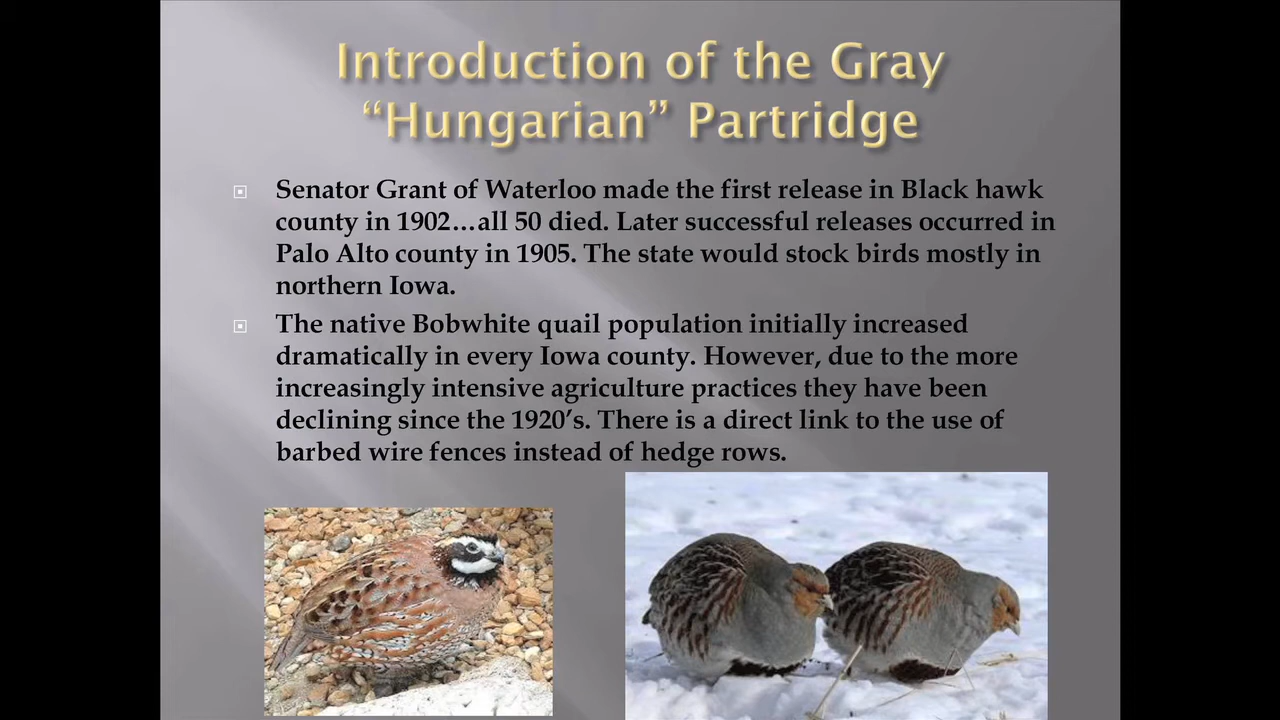 Introduction of the Gray
“Hungarian” Partridge
Senator Grant of Waterloo made the first release in Black hawk
county in 1902…all 50 died. Later successful releases occurred in
Palo Alto county in 1905. The state would stock birds mostly in
northern Iowa.
The native Bobwhite quail population initially increased
dramatically in every Iowa county. However, due to the more
increasingly intensive agriculture practices they have been
declining since the 1920’s. There is a direct link to the use of
barbed wire fences instead of hedge rows.